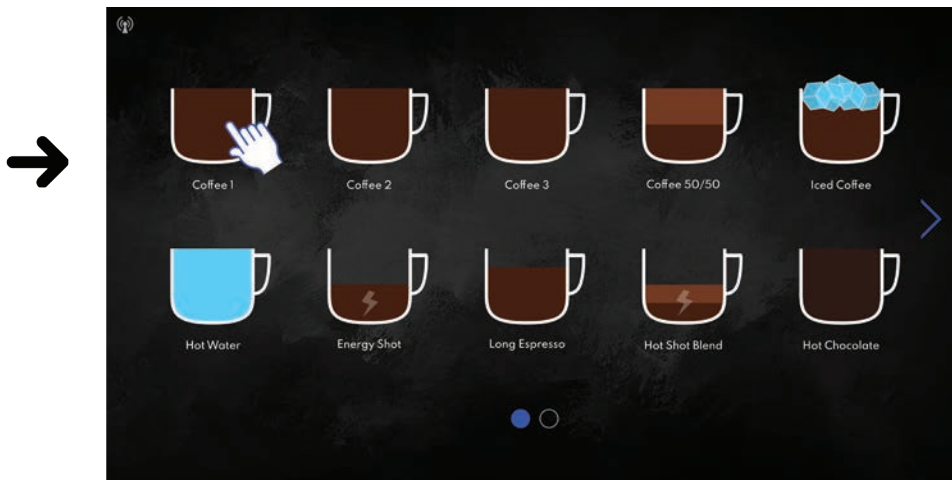 Coffee 1
Coffee 2
Coffee 3
Coffee 50/50
Iced Coffee
Hot Water
Energy Shot
Long Espresso
Hot Shot Blend
Hot Chocolate